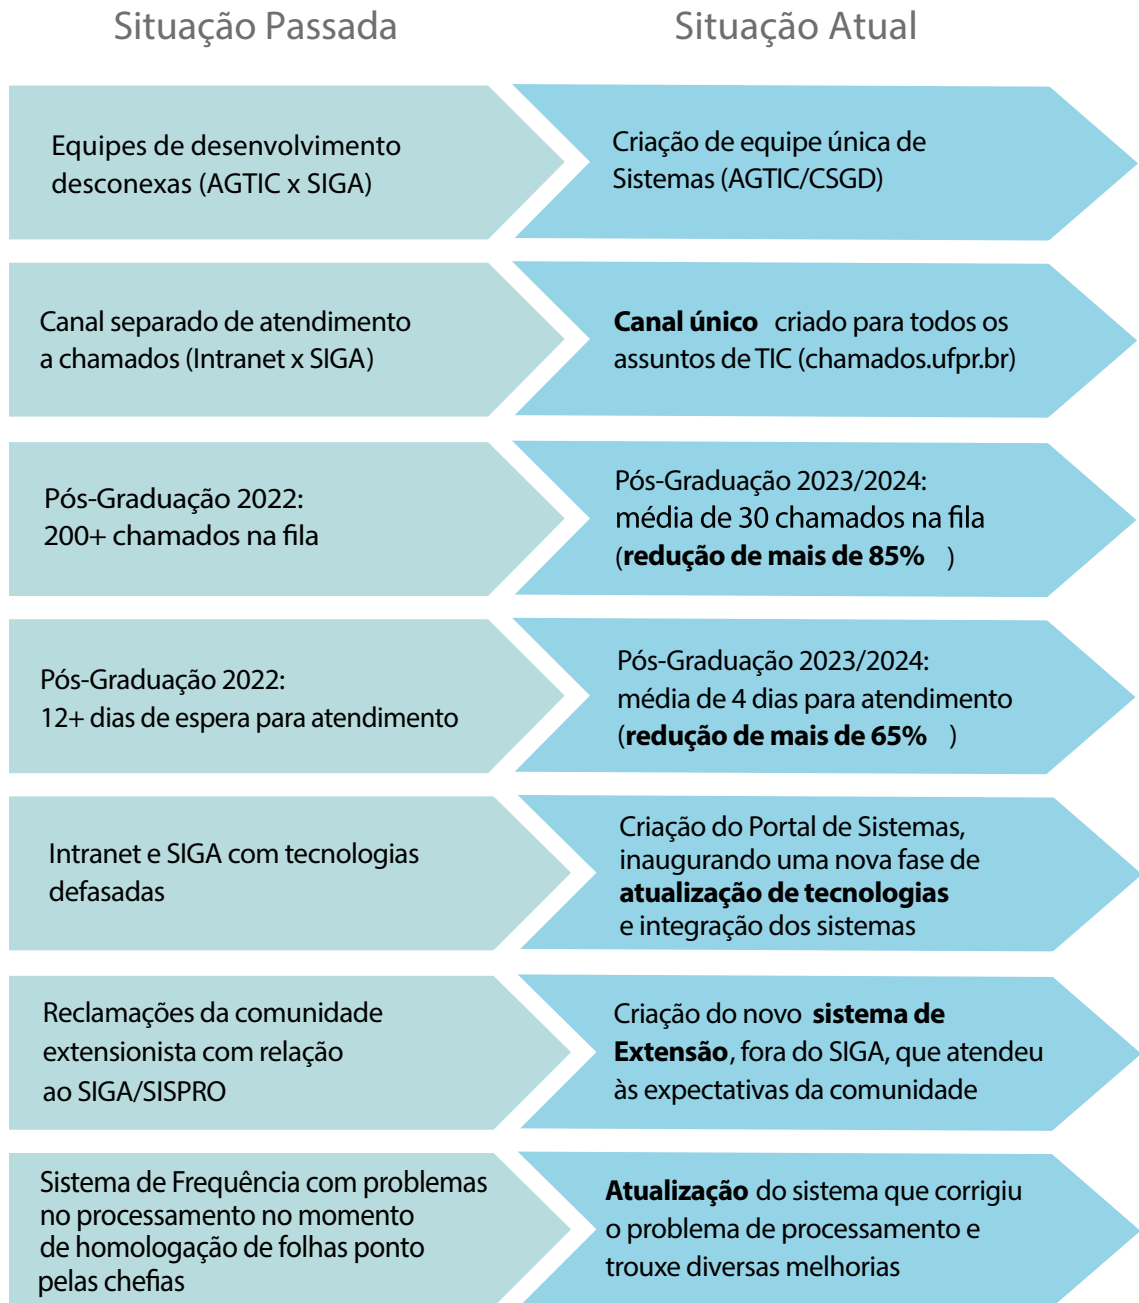 Situação Passada
Situação Atual
Equipes de desenvolvimento
desconexas (AGTIC x SIGA)
Criação de equipe única de
Sistemas (AGTIC/CSGD)
Canal separado de atendimento
a chamados (Intranet x SIGA)
Canal único criado para todos os
assuntos de TIC (chamados.ufpr.br)
Pós-Graduação 2022:
200+ chamados na fila
Pós-Graduação 2023/2024:
média de 30 chamados na fila
(redução de mais de 85% )
Pós-Graduação 2022:
12+ dias de espera para atendimento
Pós-Graduação 2023/2024:
média de 4 dias para atendimento
(redução de mais de 65% )
Intranet e SIGA com tecnologias
defasadas
Criação do Portal de Sistemas,
inaugurando uma nova fase de
atualização de tecnologias
e integração dos sistemas
Reclamações da comunidade
extensionista com relação
ao SIGA/SISPRO
Criação do novo sistema de
Extensão, fora do SIGA, que atendeu
às expectativas da comunidade
Sistema de Frequência com problemas
no processamento no momento
de homologação de folhas ponto
pelas chefias
Atualização do sistema que corrigiu
o problema de processamento e
trouxe diversas melhorias